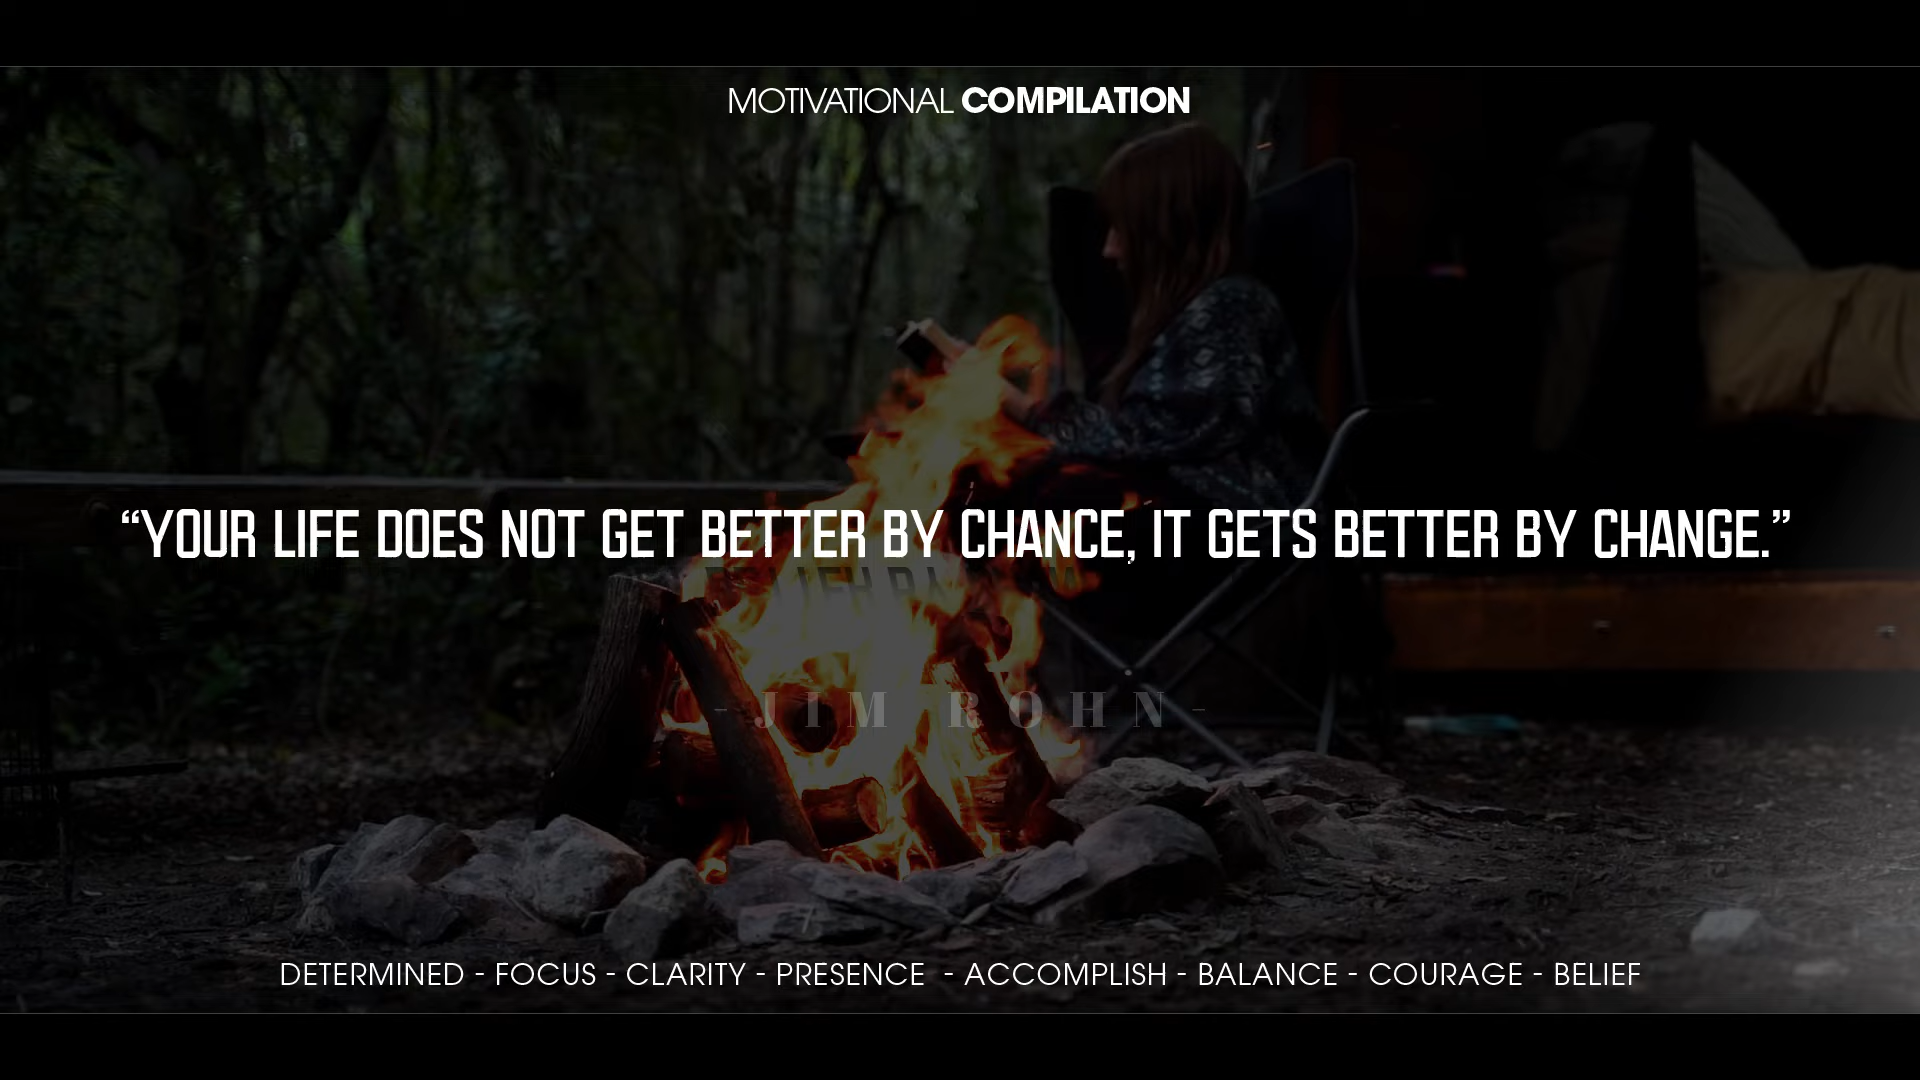 MOTIVATIONAL COMPILATION
“YOUR LIFE DOES NOT GET BETTER BY CHANCE, IT GETS BETTER BY CHANGE.”
- JIM ROHN -
DETERMINED - FOCUS - CLARITY - PRESENCE - ACCOMPLISH - BALANCE - COURAGE - BELIEF